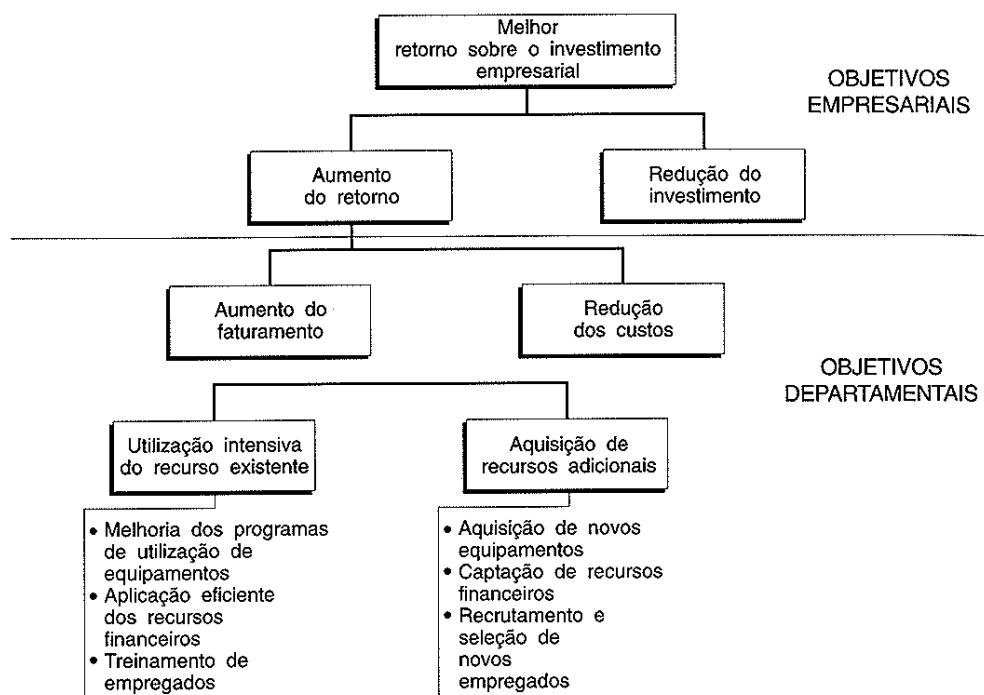 Melhor
retorno sobre o investimento
empresarial
OBJETIVOS
EMPRESARIAIS
Aumento
do retorno
Redução do
investimento
Aumento do
faturamento
Redução
dos custos
OBJETIVOS
DEPARTAMENTAIS
Utilização intensiva
do recurso existente
Aquisição de
recursos adicionais
• Melhoria dos programas
de utilização de
equipamentos
• Aplicação eficiente
dos recursos
financeiros
• Treinamento de
empregados
• Aquisição de novos
equipamentos
• Captação de recursos
financeiros
• Recrutamento e
seleção de
novos
empregados